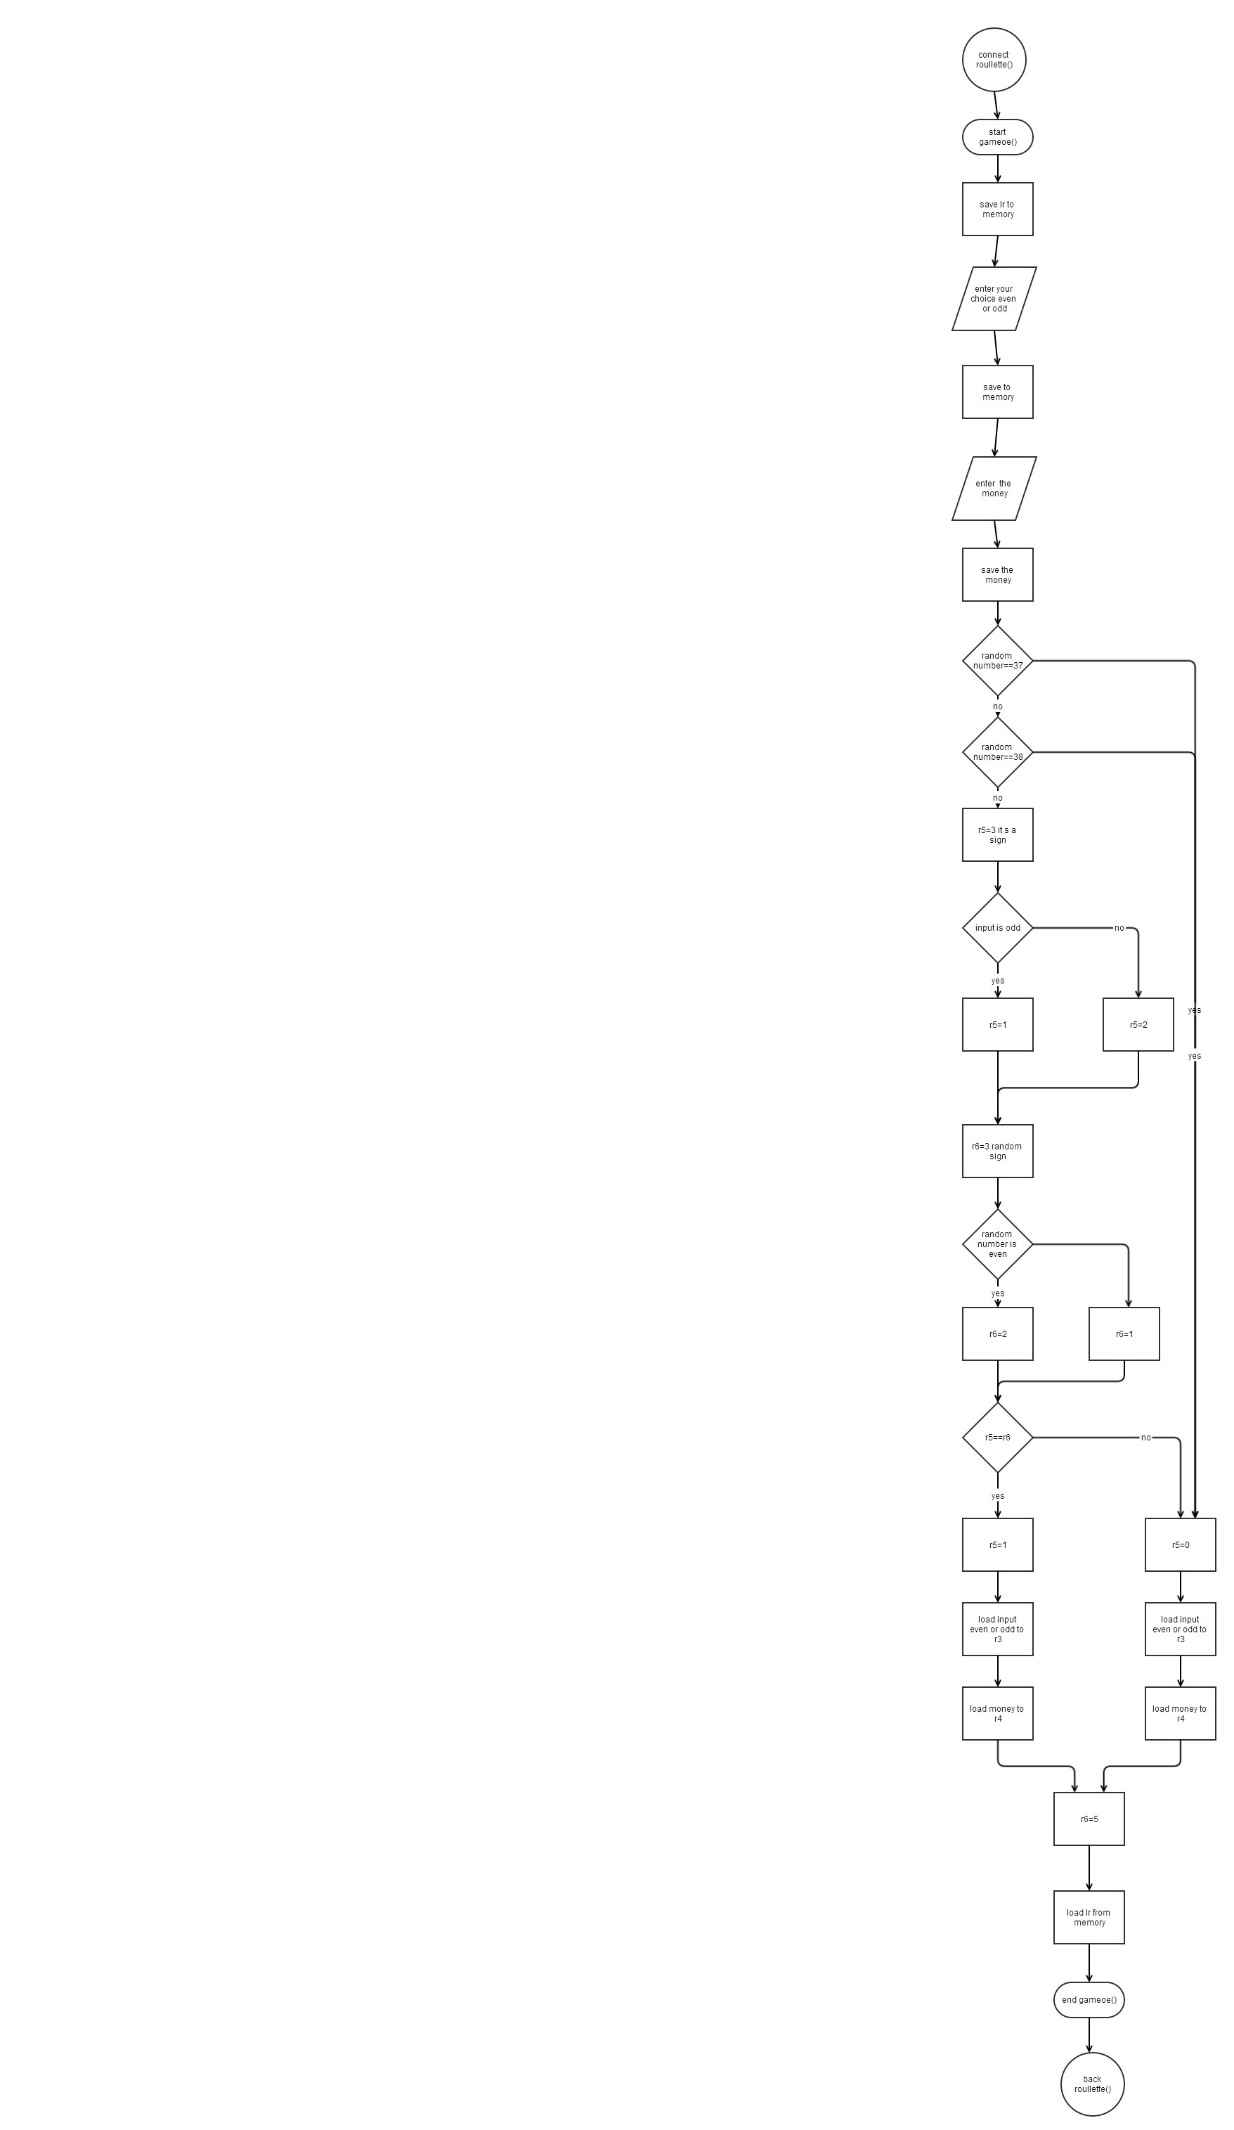 connect
roullette()
start
gameoe()
save lr to
memory
enter your
choice even
or odd
save to
memory
enter the
money
save the
money
random
number==37
no
random
number==38
no
r5=3 it s a
sign
input is odd
no
yes
r5=1
r5=2
yes
yes
r6=3 random
sign
random
number is
even
yes
r6=2
r6=1
r5==r6
no
yes
r5=1
r5=0
load input
even or odd to
r3
load input
even or odd to
r3
load money to
r4
load money to
r4
r6=5
load lr from
memory
end gameoe()
back
roullette()